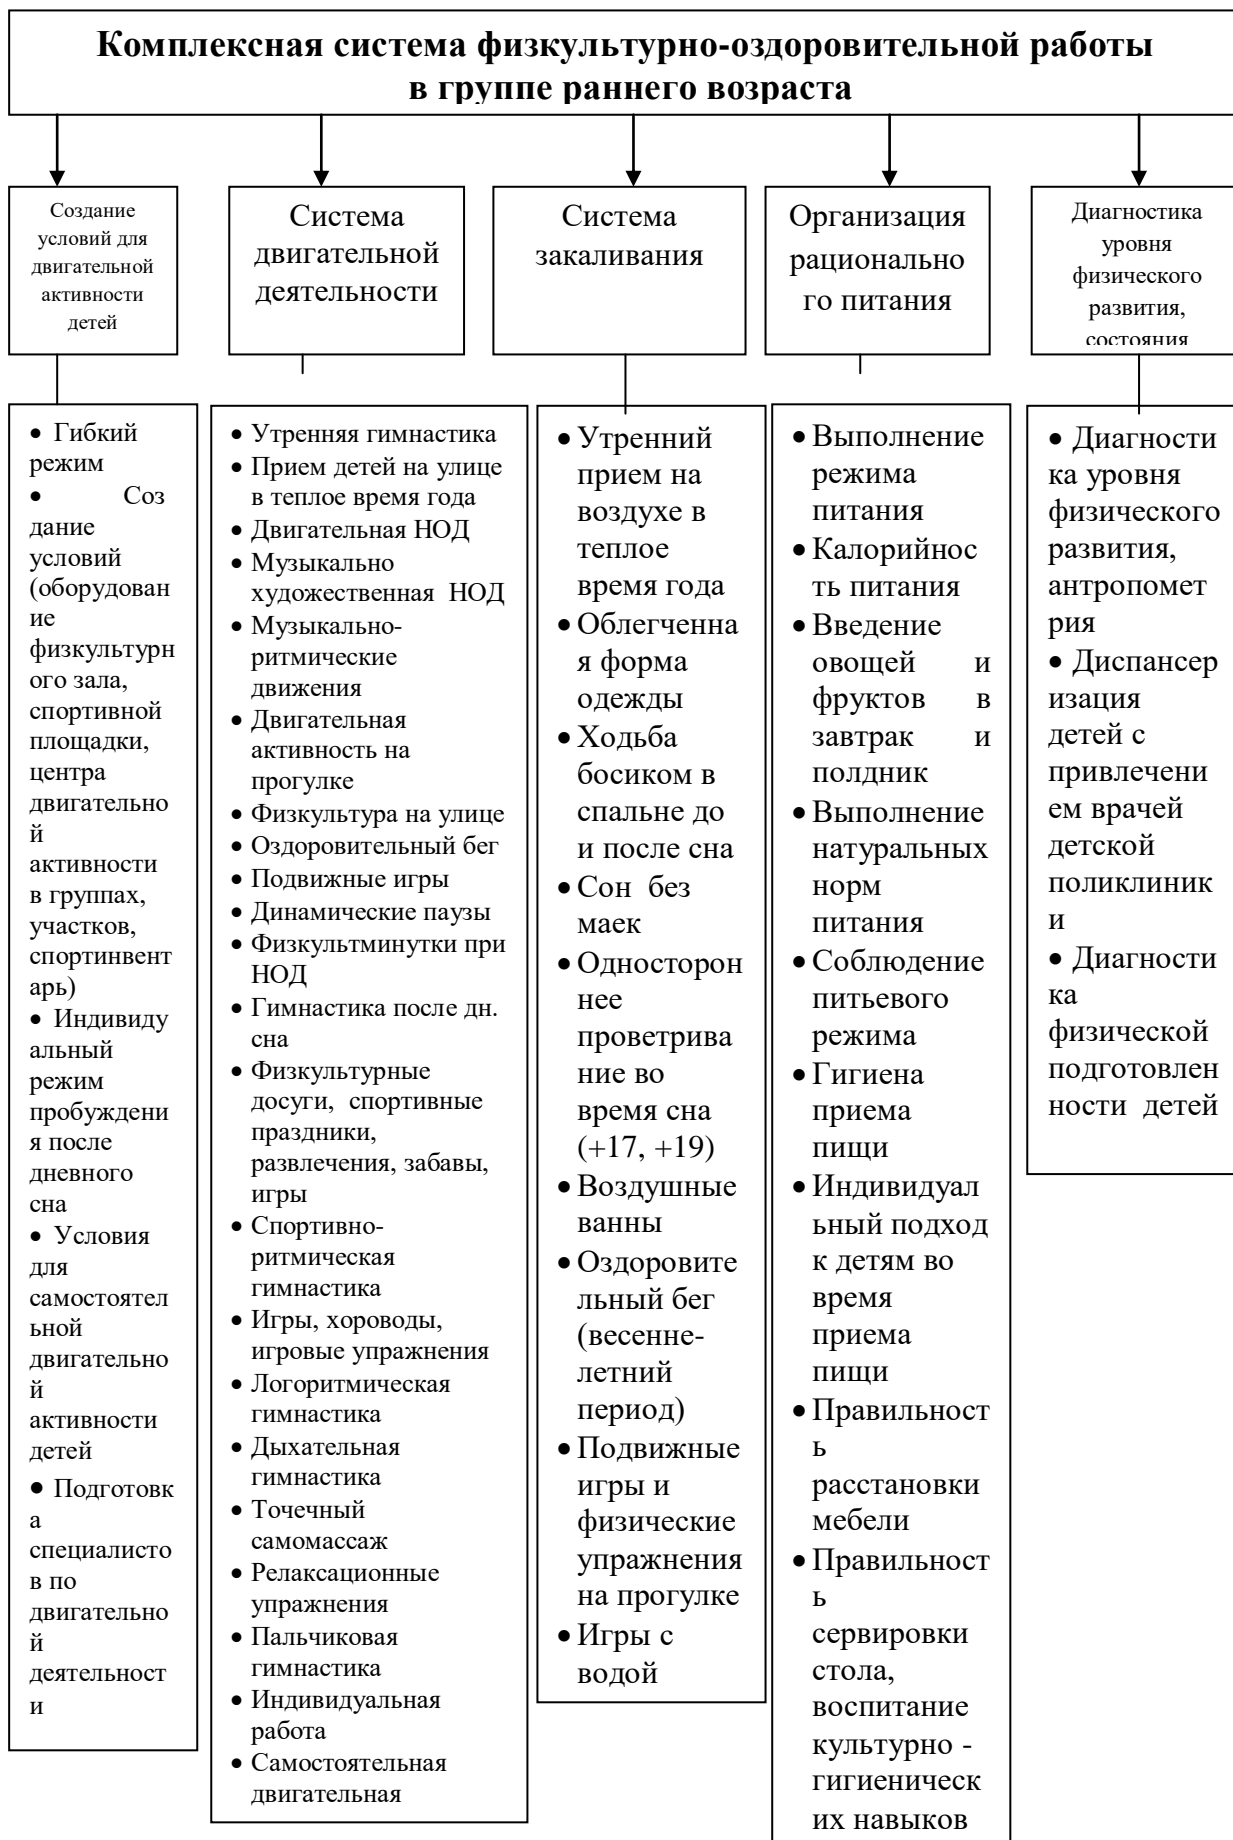 Комплексная система физкультурно-оздоровительной работы
в группе раннего возраста
Создание
условий для
двигательной
активности
детей
Система
двигательной
деятельности
Система
закаливания
Организация
рационально
го питания
Диагностика
уровня
физического
развития,
состояния
• Гибкий
режим
• Соз
дание
условий
(оборудован
ие
физкультурн
ого зала,
спортивной
площадки,
центра
двигательно
й
активности
в группах,
участков,
спортинвент
арь)
• Индивиду
альный
режим
пробуждени
я после
дневного
сна
• Условия
для
самостоятел
ьной
двигательно
й
активности
детей
• Подготовк
а
специалисто
в по
двигательно
й
деятельност
и
• Утренняя гимнастика
• Прием детей на улице
в теплое время года
• Двигательная НОД
• Музыкально
художественная НОД
• Музыкально-
ритмические
движения
• Двигательная
активность на
прогулке
• Физкультура на улице
• Оздоровительный бег
• Подвижные игры
• Динамические паузы
• Физкультминутки при
НОД
• Гимнастика после дн.
сна
• Физкультурные
досуги, спортивные
праздники,
развлечения, забавы,
игры
• Спортивно-
ритмическая
гимнастика
• Игры, хороводы,
игровые упражнения
• Логоритмическая
гимнастика
• Дыхательная
гимнастика
• Точечный
самомассаж
• Релаксационные
упражнения
• Пальчиковая
гимнастика
• Индивидуальная
работа
• Самостоятельная
двигательная
• Утренний
прием на
воздухе в
теплое
время года
• Облегченна
я форма
одежды
• Ходьба
босиком в
спальне до
и после сна
• Сон без
маек
• Односторон
нее
проветрива
ние во
время сна
(+17, +19)
• Воздушные
ванны
• Оздоровите
льный бег
(весенне-
летний
период)
• Подвижные
игры и
физические
упражнения
на прогулке
• Игры с
водой
• Выполнение
режима
питания
• Калорийнос
ть питания
• Введение
овощей и
фруктов в
завтрак и
полдник
• Выполнение
натуральных
норм
питания
• Соблюдение
питьевого
режима
• Гигиена
приема
пищи
• Индивидуал
ьный подход
к детям во
время
приема
пищи
• Правильност
ь
расстановки
мебели
• Правильност
ь
сервировки
стола,
воспитание
культурно -
гигиеническ
их навыков
• Диагности
ка уровня
физического
развития,
антропомет
рия
• Диспансер
изация
детей с
привлечени
ем врачей
детской
поликлиник
и
• Диагности
ка
физической
подготовлен
ности детей